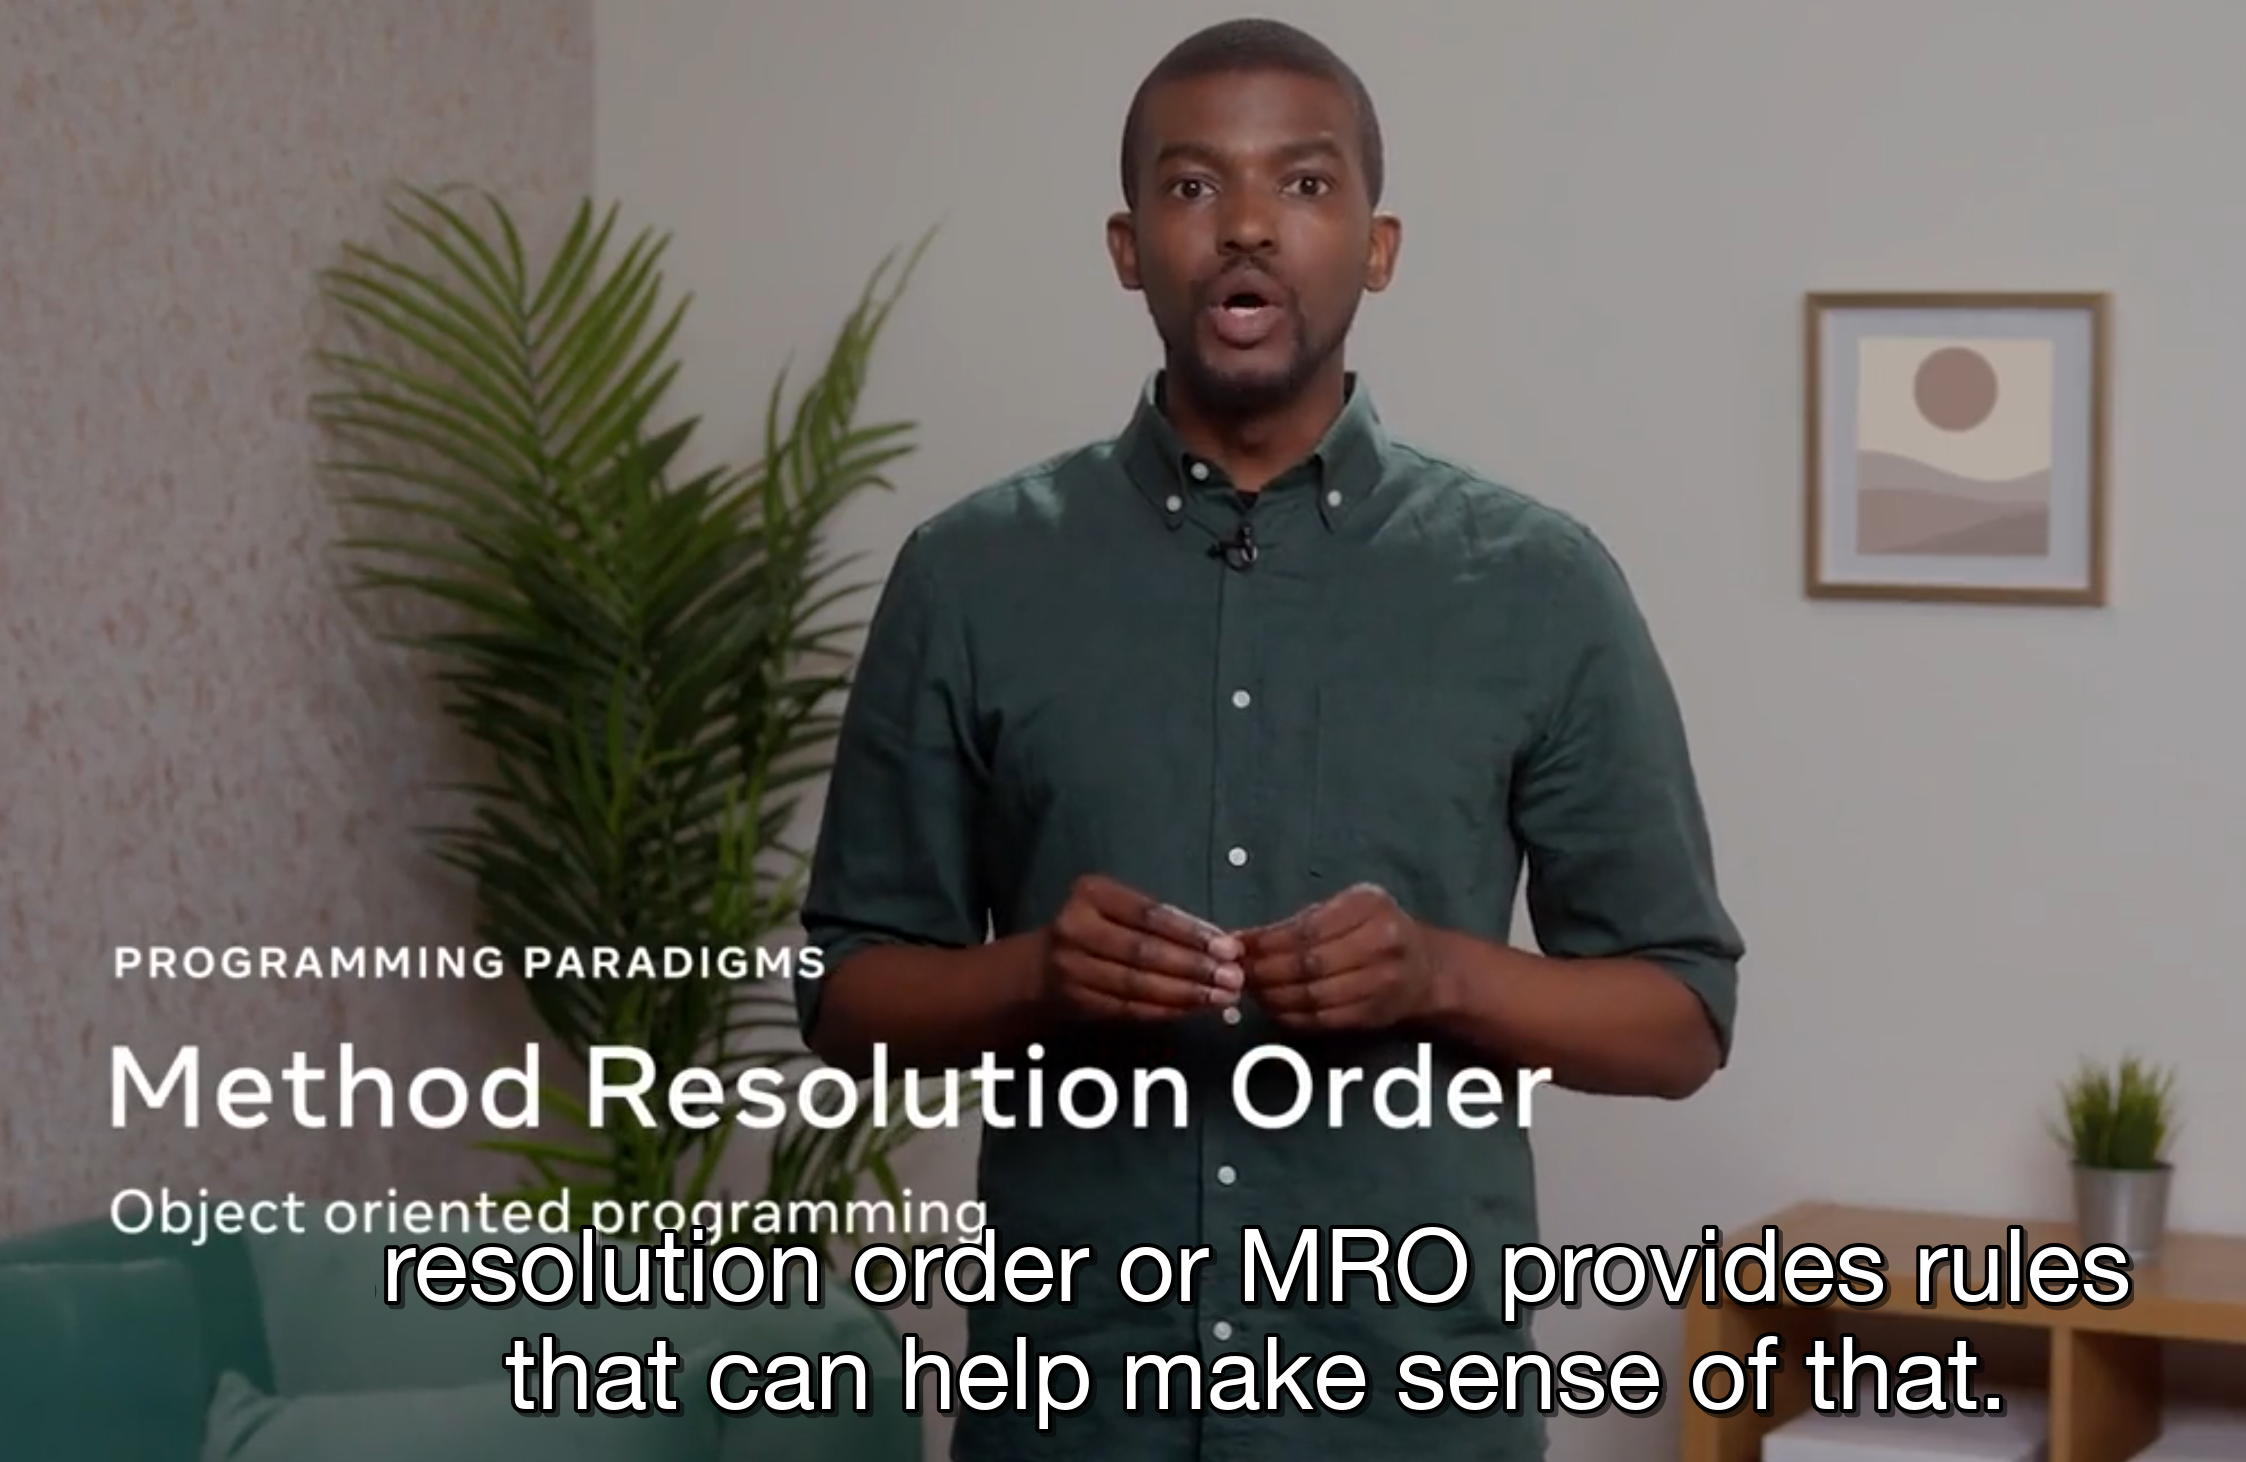 PROGRAMMING PARADIGMS
Method Resolution Order
Object oriented programming
resolution order or MRO provides rules
that can help make sense of that.